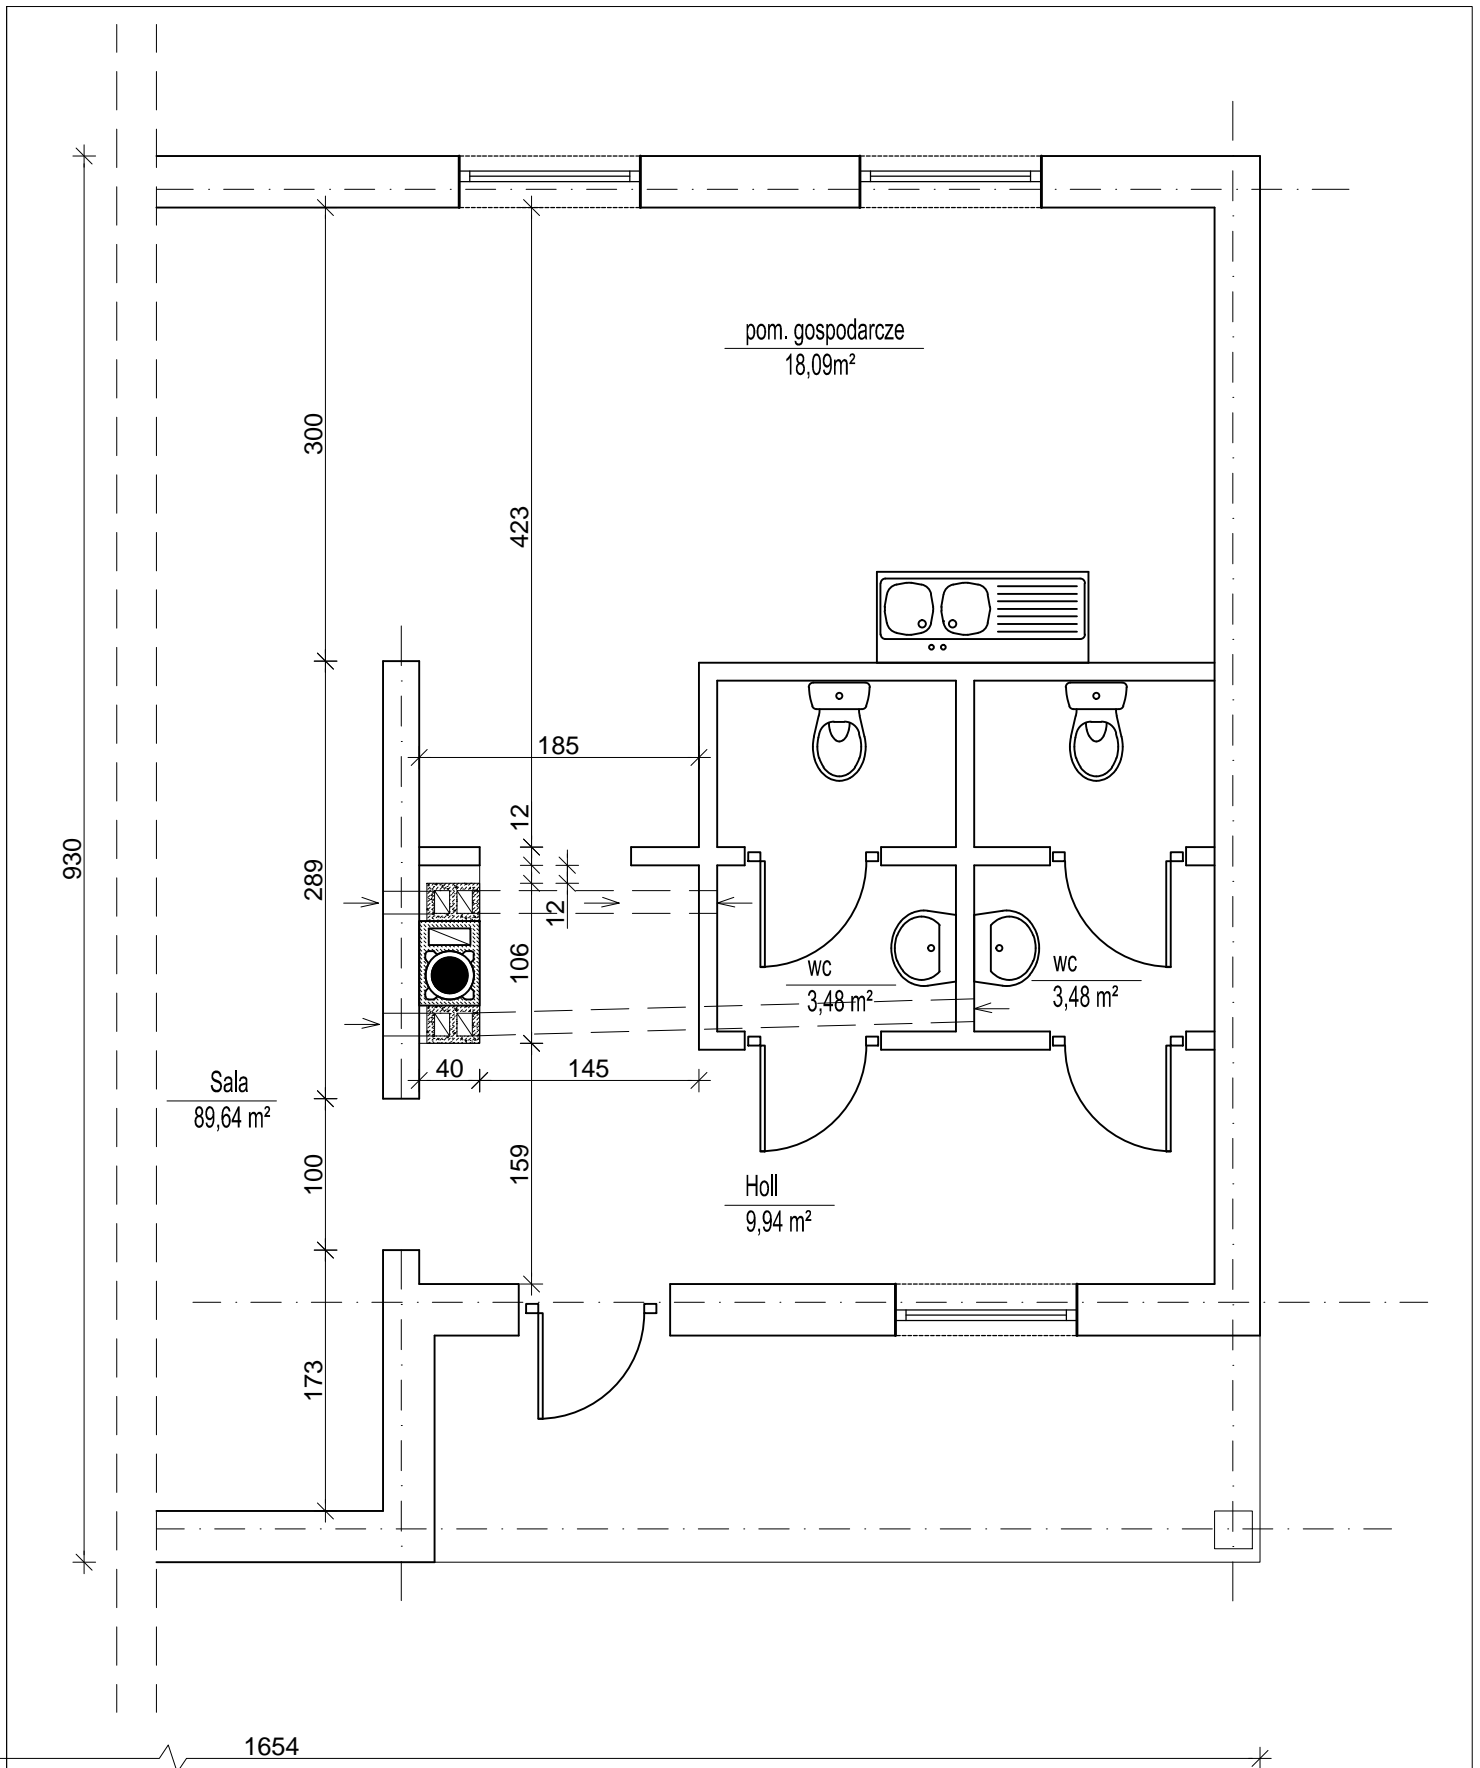 pom. gospodarcze
18,09m²
300
423
185
12
930
289
12
106
wc
3,48 m²
wc
3,48 m²
40
145
Sala
89,64 m²
100
159
Holl
9,94 m²
173
1654